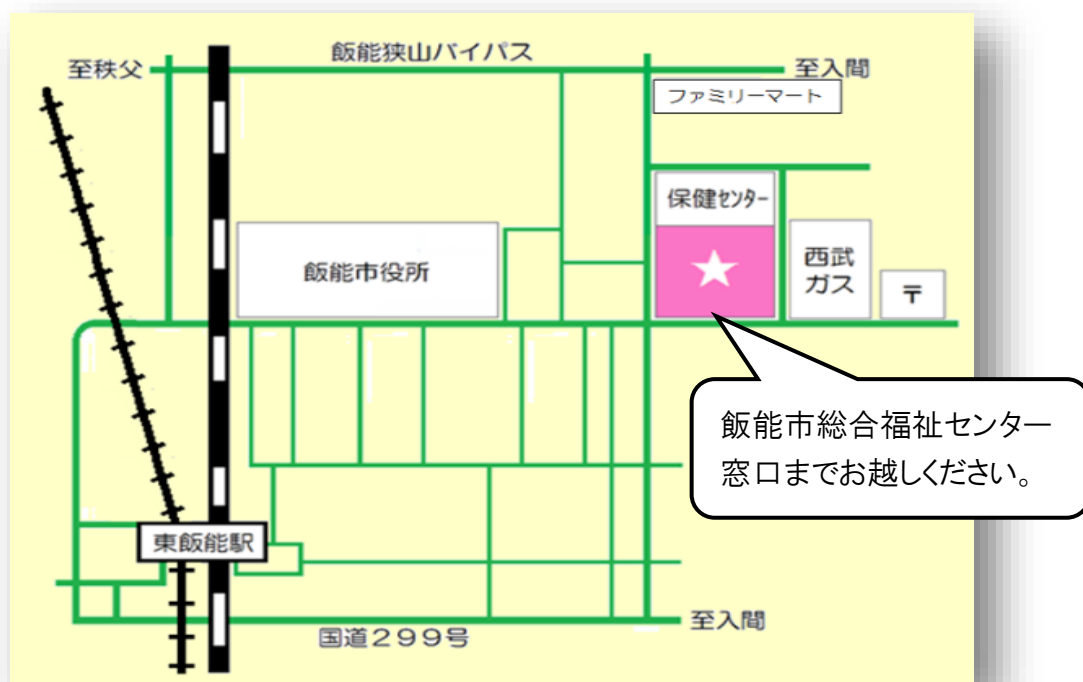 飯能狭山バイパス
至秩父
至入間
ファミリーマート
保健センター
飯能市役所
西武
ガス
〒
飯能市総合福祉センター
窓口までお越しください。
東飯能駅
至入間
国道299号